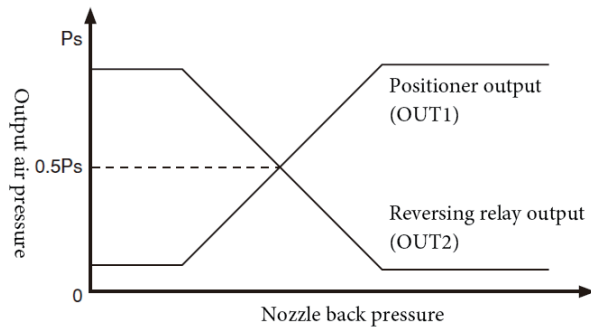 Ps
Output air pressure
0.5Ps
0
Positioner output
(OUT1)
Reversing relay output
(OUT2)
Nozzle back pressure